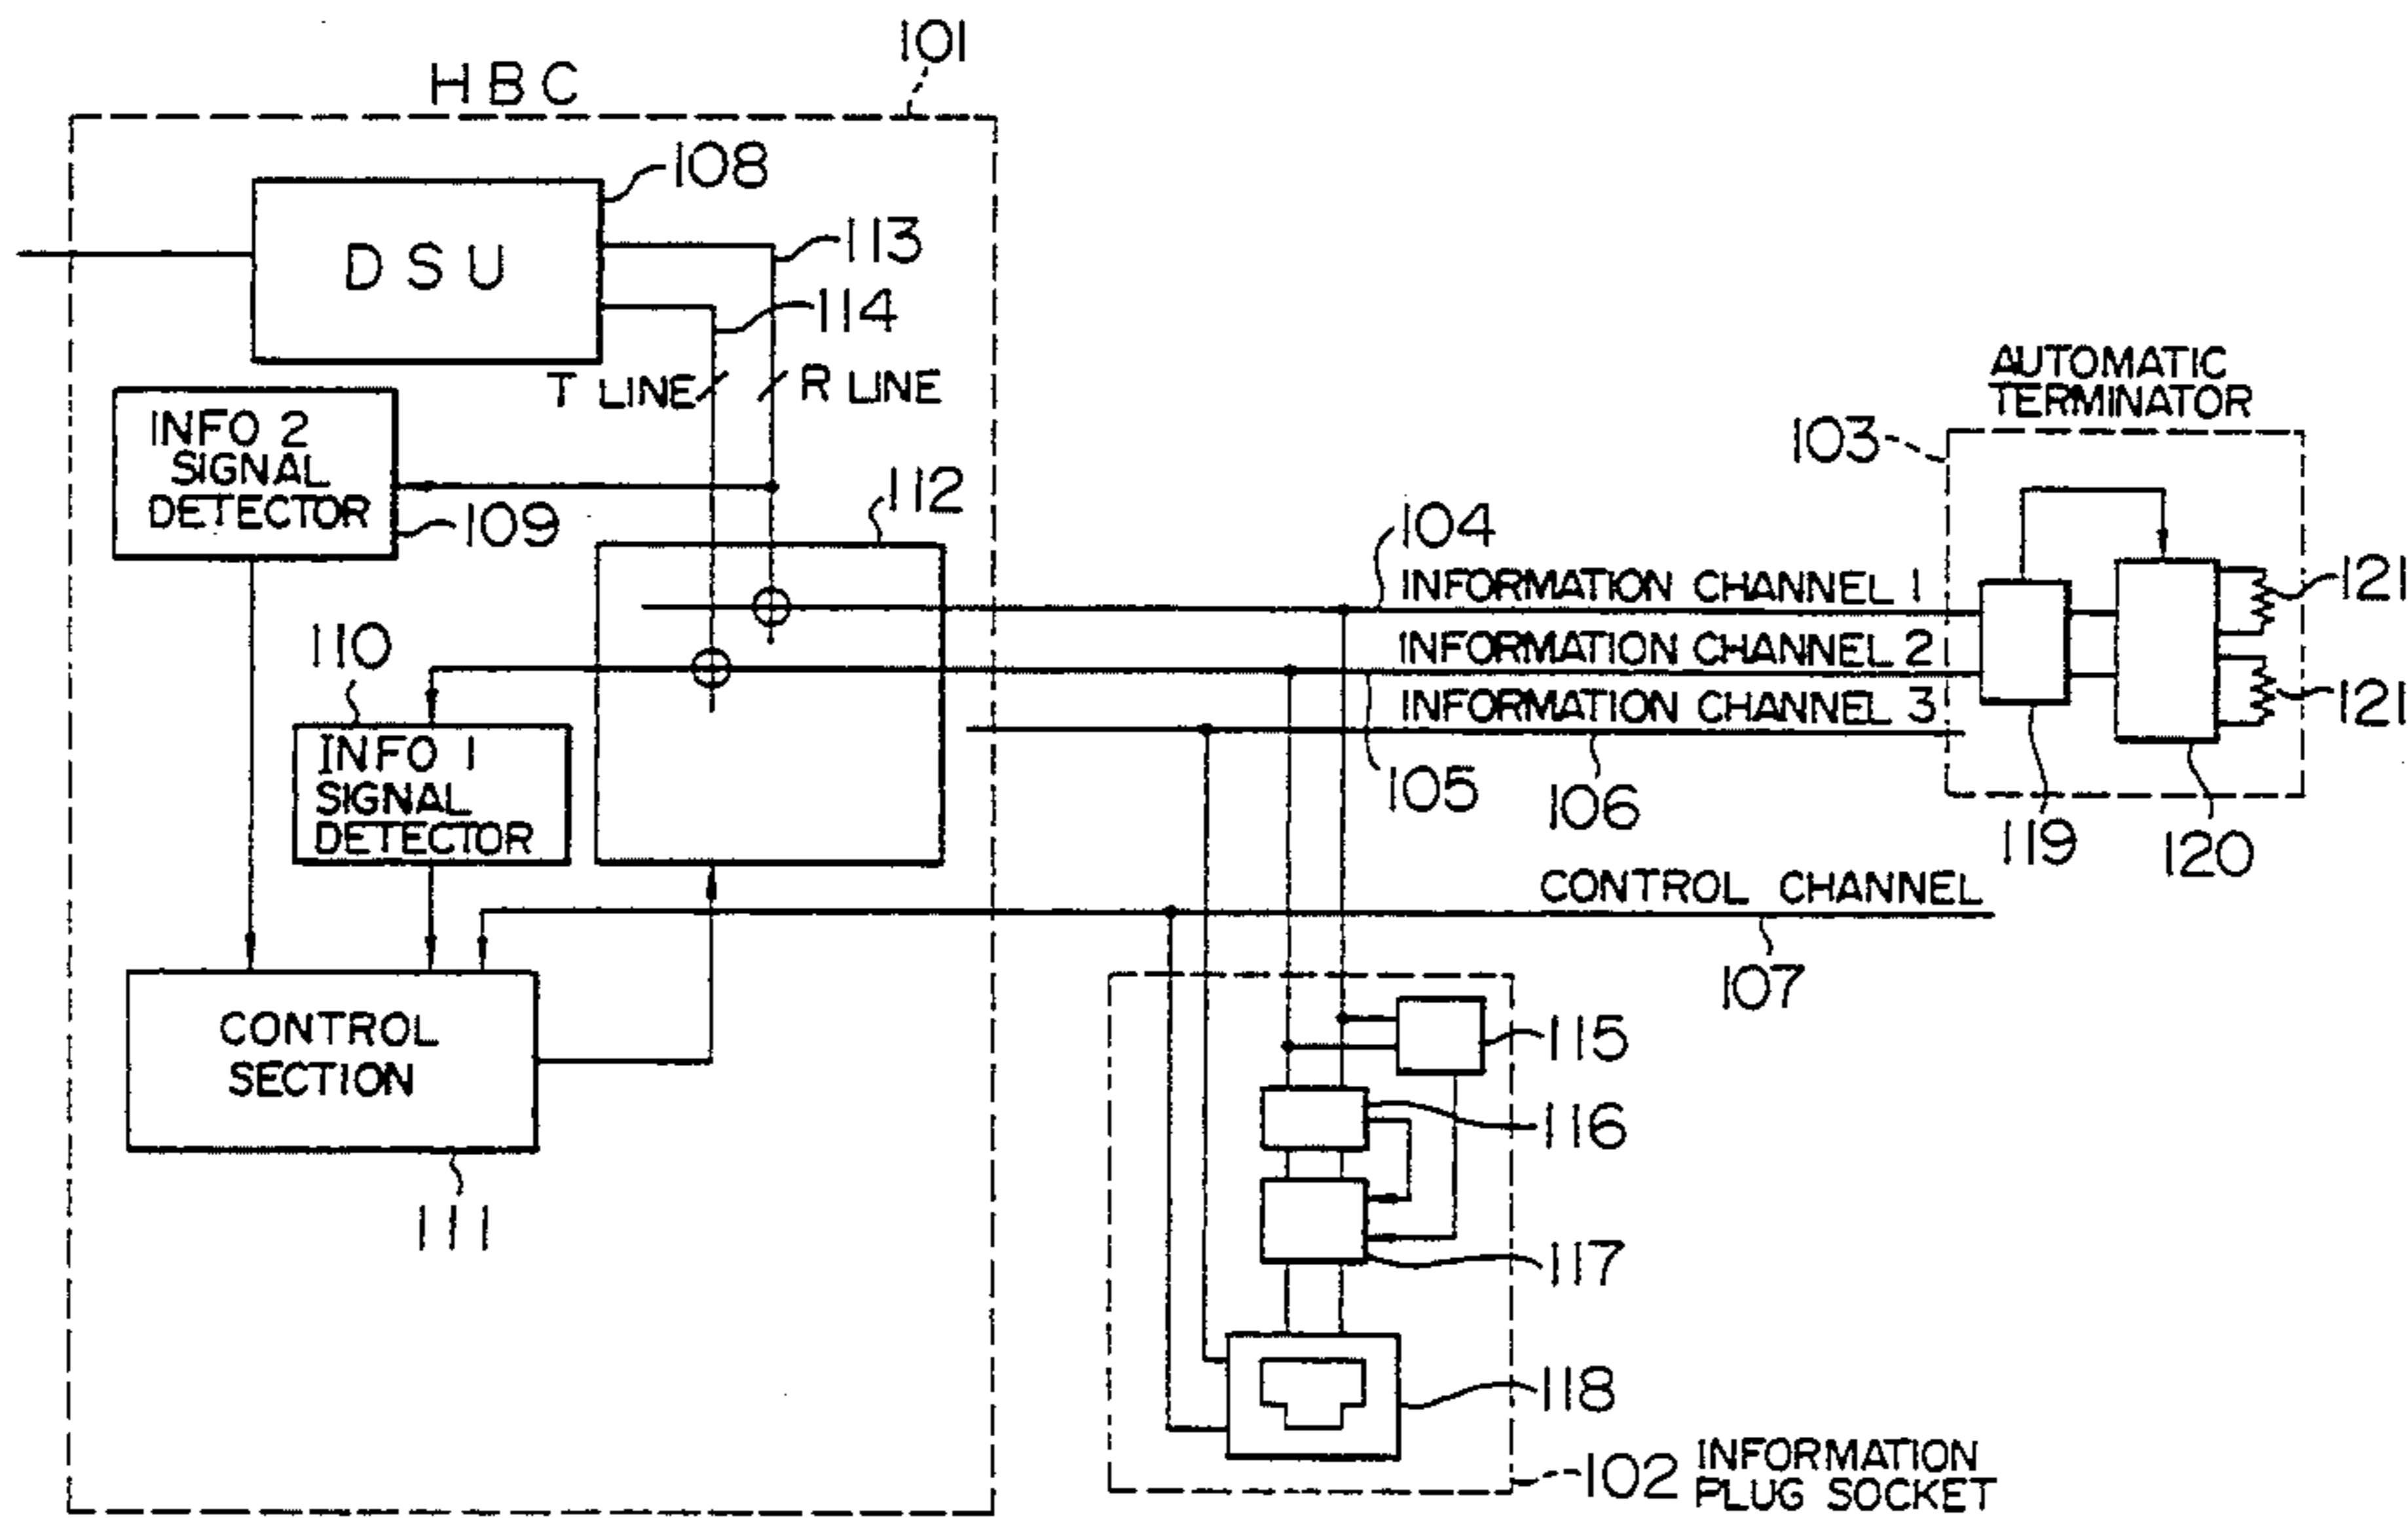 101
HBC
108
DSU
113
114
T LINE
R LINE
INFO 2
SIGNAL
DETECTOR
109
112
110
INFO 1
SIGNAL
DETECTOR
CONTROL
SECTION
111
104
INFORMATION CHANNEL 1
INFORMATION CHANNEL 2
INFORMATION CHANNEL 3
105
106
CONTROL CHANNEL
107
AUTOMATIC
TERMINATOR
103
121
121
119
120
115
116
117
118
102
INFORMATION
PLUG SOCKET